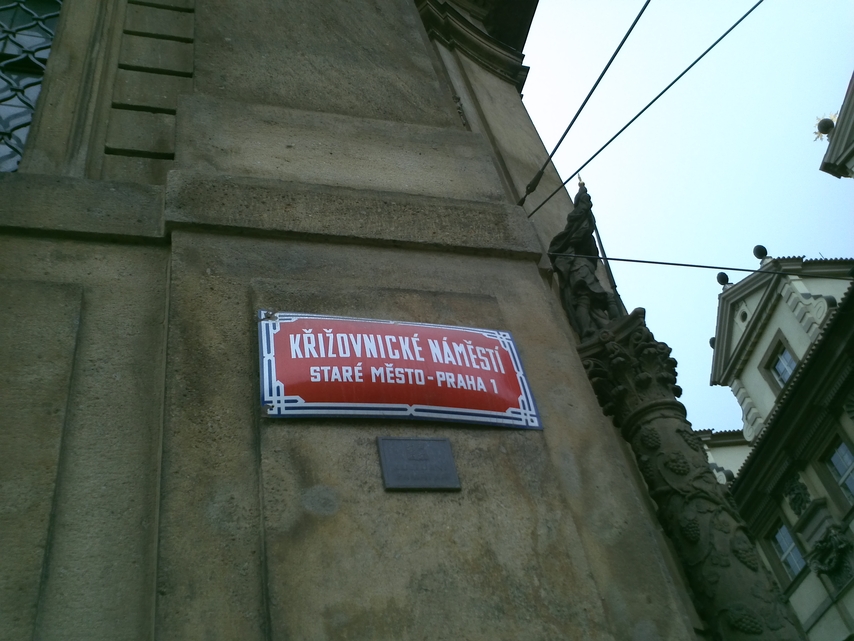 KŘIŽOVNICKÉ NÁMĚSTÍ
STARÉ MĚSTO - PRAHA 1